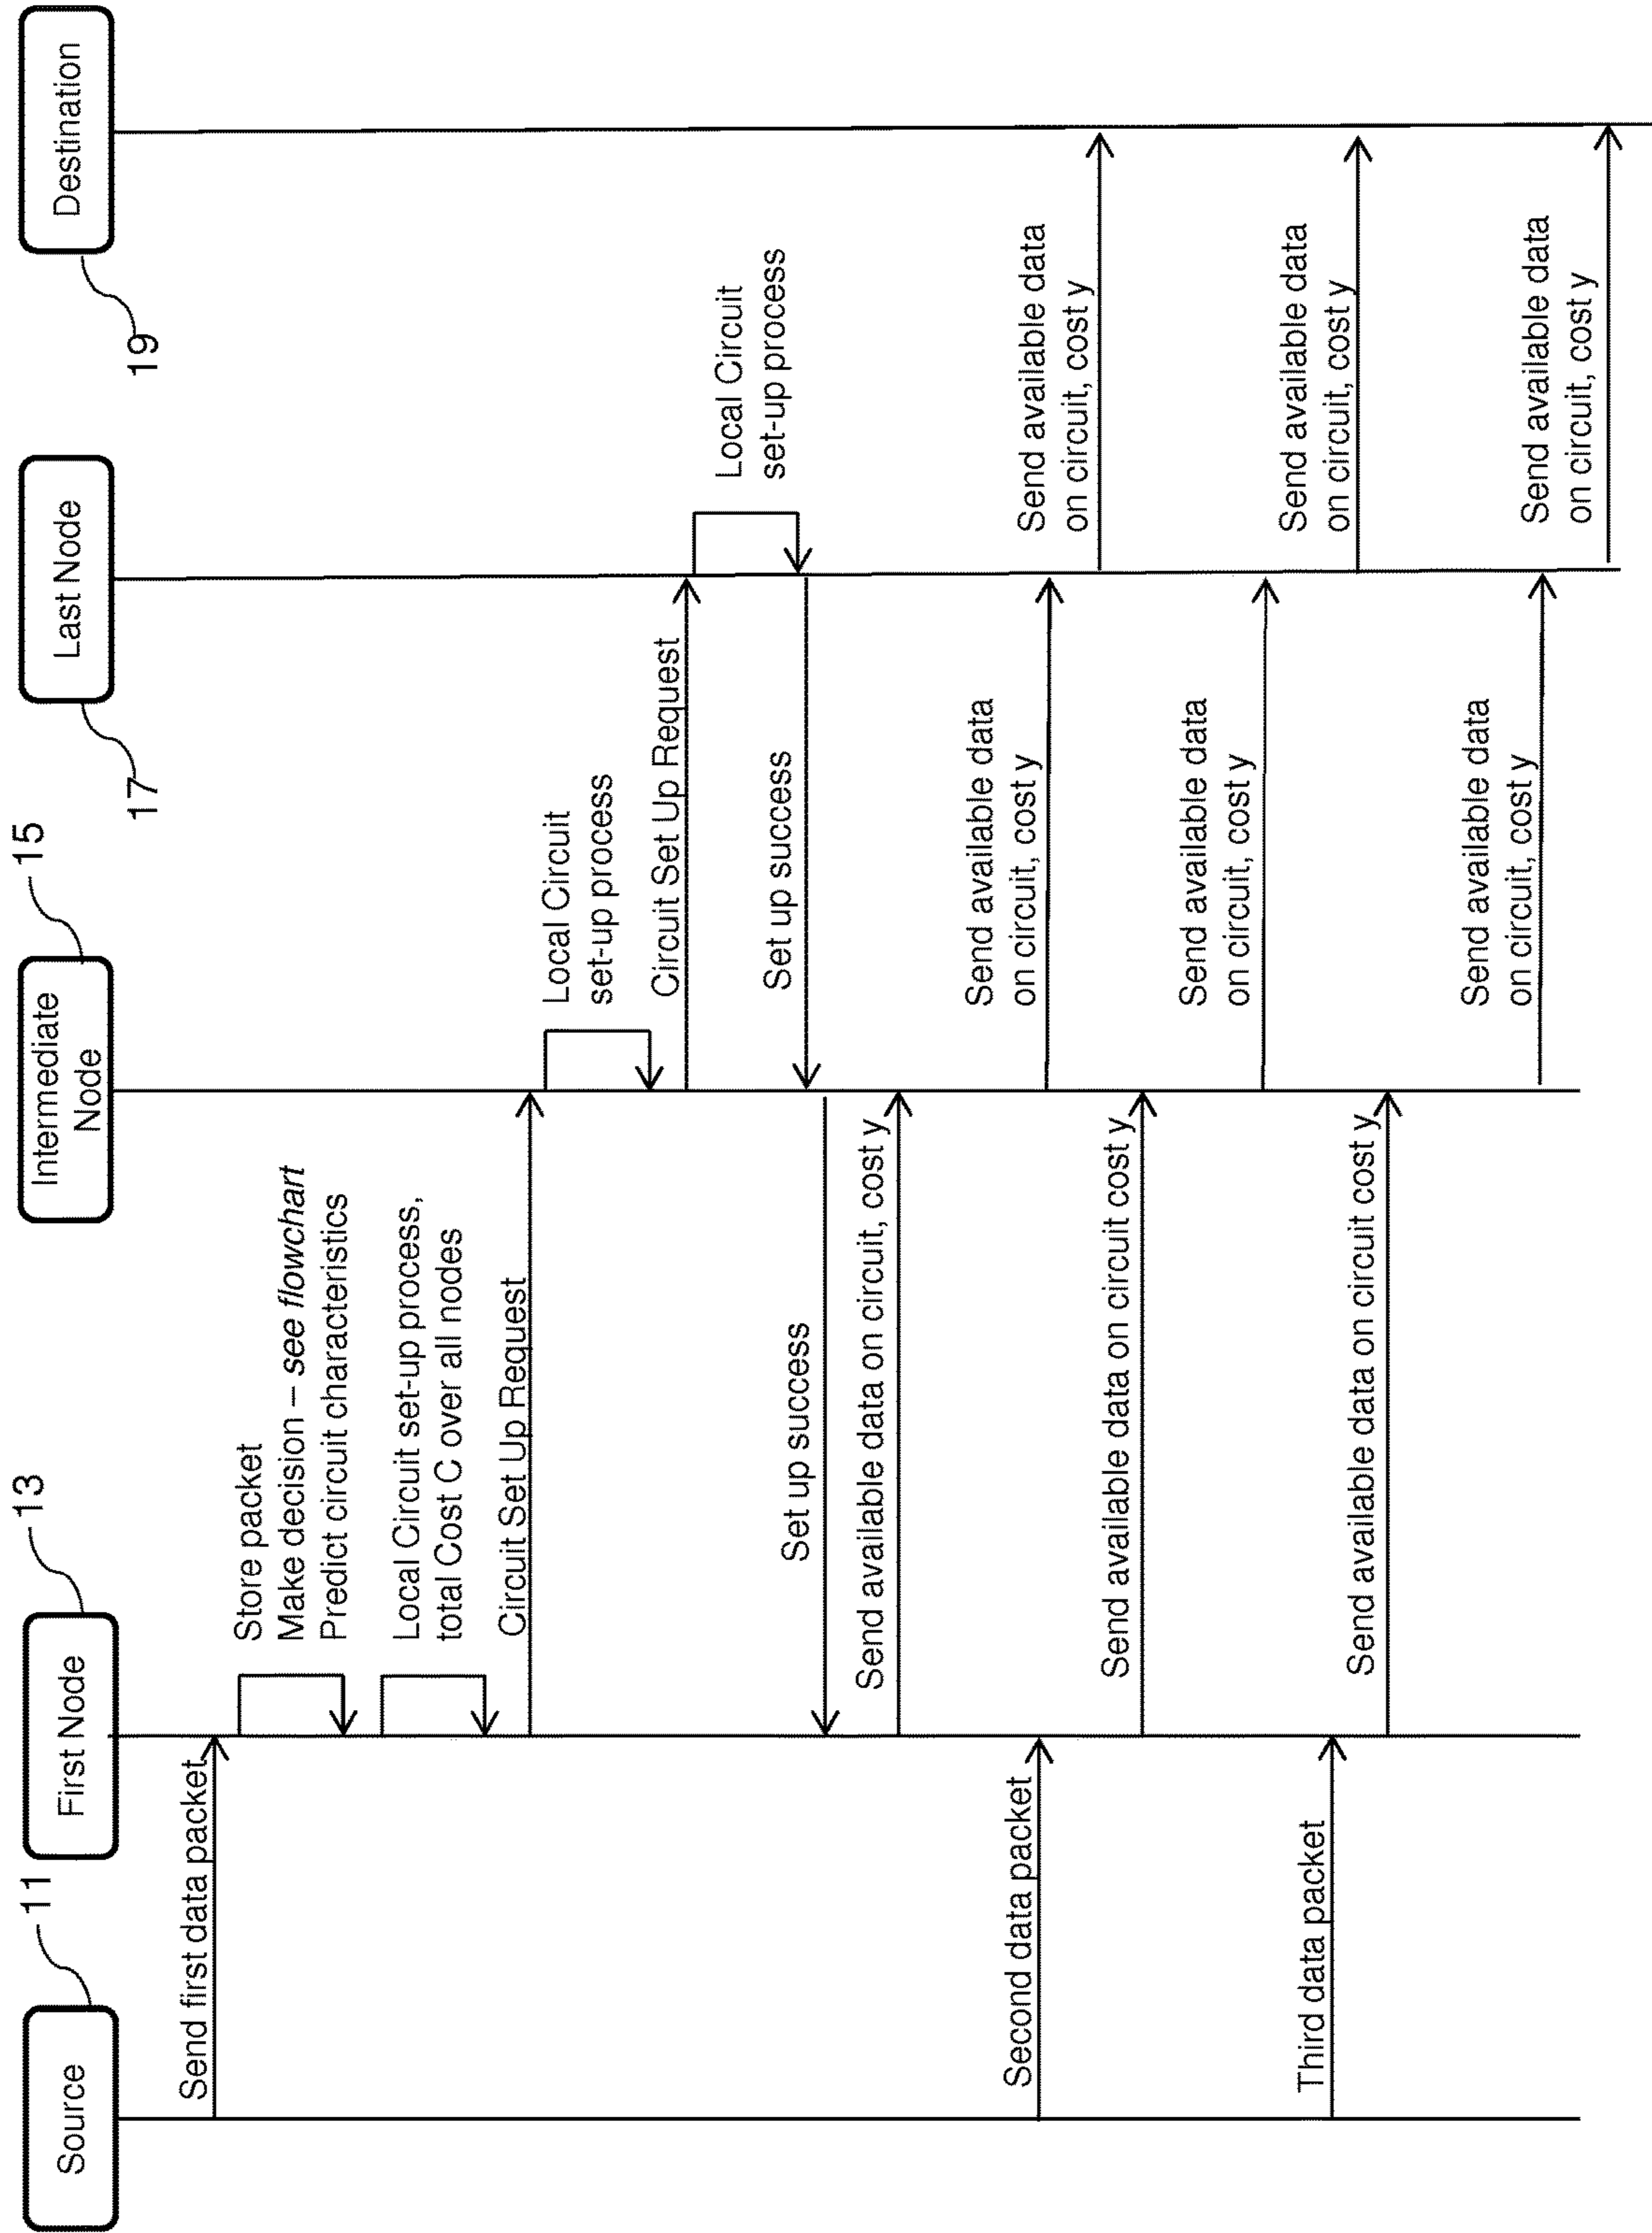 Source
11
First Node
13
Intermediate
Node
15
Last Node
17
Destination
19
Send first data packet
Store packet
Make decision – see flowchart
Predict circuit characteristics
Local Circuit set-up process,
total Cost C over all nodes
Circuit Set Up Request
Local Circuit
set-up process
Circuit Set Up Request
Local Circuit
set-up process
Set up success
Set up success
Send available data on circuit, cost y
Second data packet
Send available data
on circuit, cost y
Send available data
on circuit, cost y
Send available data on circuit cost y
Send available data
on circuit, cost y
Send available data
on circuit, cost y
Third data packet
Send available data on circuit cost y
Send available data
on circuit, cost y
Send available data
on circuit, cost y